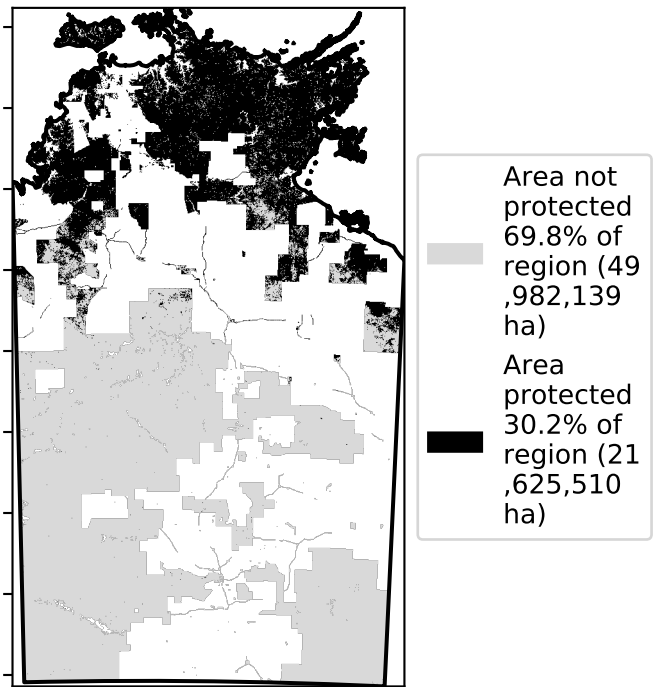 Area not
protected
69.8% of
region (49
,982,139
ha)
Area
protected
30.2% of
region (21
,625,510
ha)